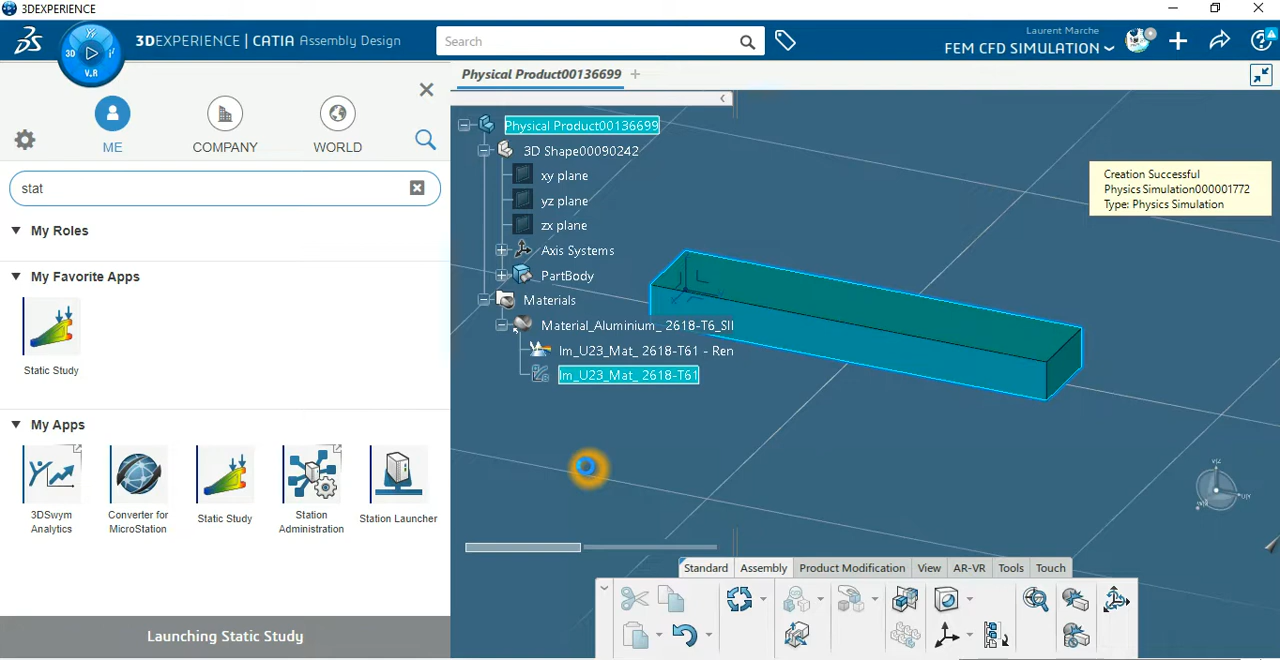 3DEXPERIENCE
3DEXPERIENCE | CATIA Assembly Design
3D
V.R
Search
Laurent Marche
FEM CFD SIMULATION
ME
COMPANY
WORLD
stat
My Roles
My Favorite Apps
Static Study
My Apps
3DSwym Analytics
Converter for MicroStation
Static Study
Station Administration
Station Launcher
Launching Static Study
Physical Product00136699
Physical Product00136699
3D Shape00090242
xy plane
yz plane
zx plane
Axis Systems
PartBody
Materials
Material_Aluminium_ 2618-T6_SII
Im_U23_Mat_ 2618-T61 - Ren
Im_U23_Mat_ 2618-T61
Creation Successful
Physics Simulation000001772
Type: Physics Simulation
Standard
Assembly
Product Modification
View
AR-VR
Tools
Touch